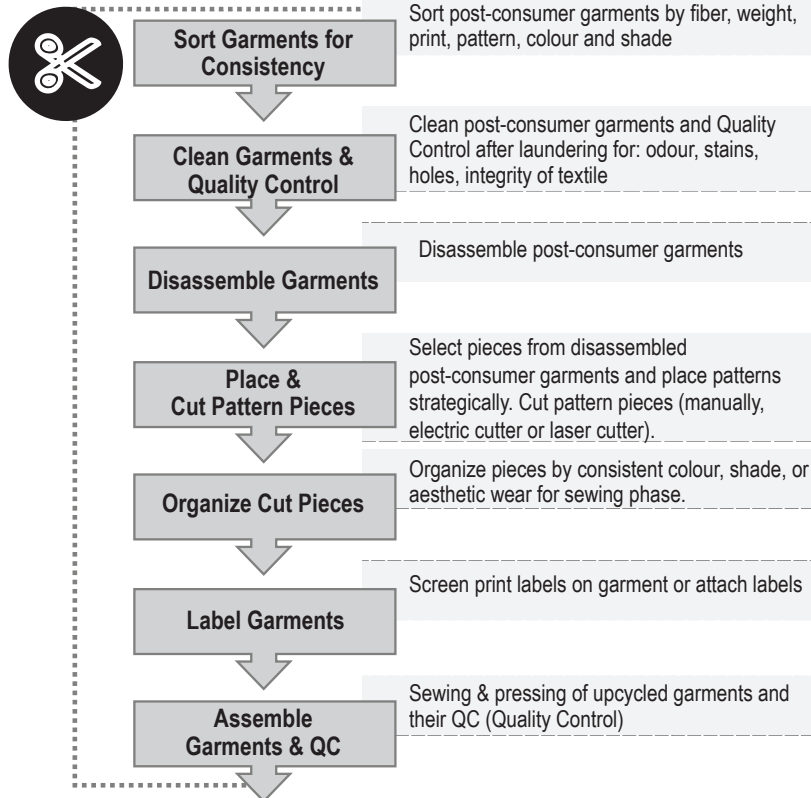 Sort Garments for
Consistency
Sort post-consumer garments by fiber, weight,
print, pattern, colour and shade
Clean Garments &
Quality Control
Clean post-consumer garments and Quality
Control after laundering for: odour, stains,
holes, integrity of textile
Disassemble Garments
Disassemble post-consumer garments
Place &
Cut Pattern Pieces
Select pieces from disassembled
post-consumer garments and place patterns
strategically. Cut pattern pieces (manually,
electric cutter or laser cutter).
Organize Cut Pieces
Organize pieces by consistent colour, shade, or
aesthetic wear for sewing phase.
Label Garments
Screen print labels on garment or attach labels
Assemble
Garments & QC
Sewing & pressing of upcycled garments and
their QC (Quality Control)